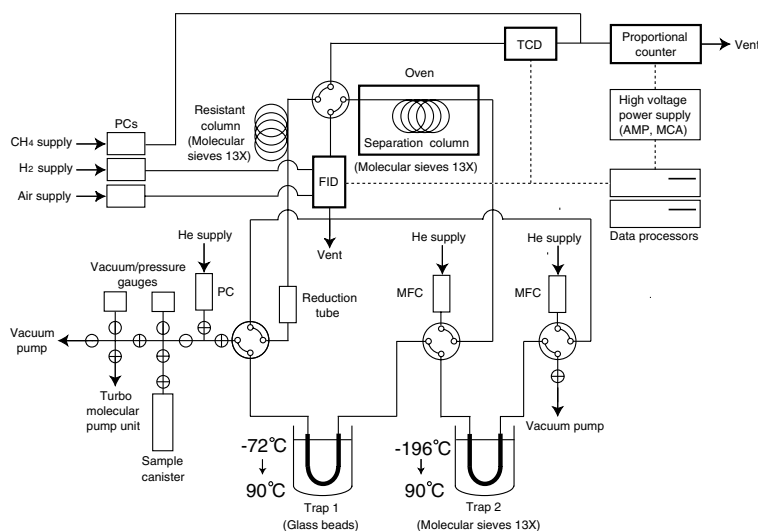 TCD
Proportional
counter
Vent
Oven
Separation column
(Molecular sieves 13X)
Resistant
column
(Molecular
sieves 13X)
High voltage
power supply
(AMP, MCA)
PCs
CH4 supply
H2 supply
Air supply
FID
Vent
Data processors
He supply
PC
Vacuum/pressure
gauges
Reduction
tube
He supply
MFC
He supply
MFC
Vacuum
pump
Turbo
molecular
pump unit
Sample
canister
Vacuum pump
-72°C
90°C
Trap 1
(Glass beads)
-196°C
90°C
Trap 2
(Molecular sieves 13X)